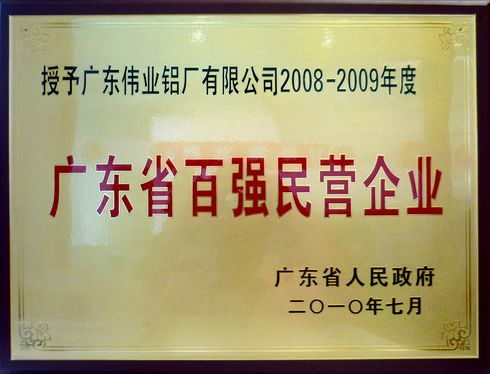 授予广东伟业铝厂有限公司2008-2009年度
广东省百强民营企业
广东省人民政府
二〇一〇年七月